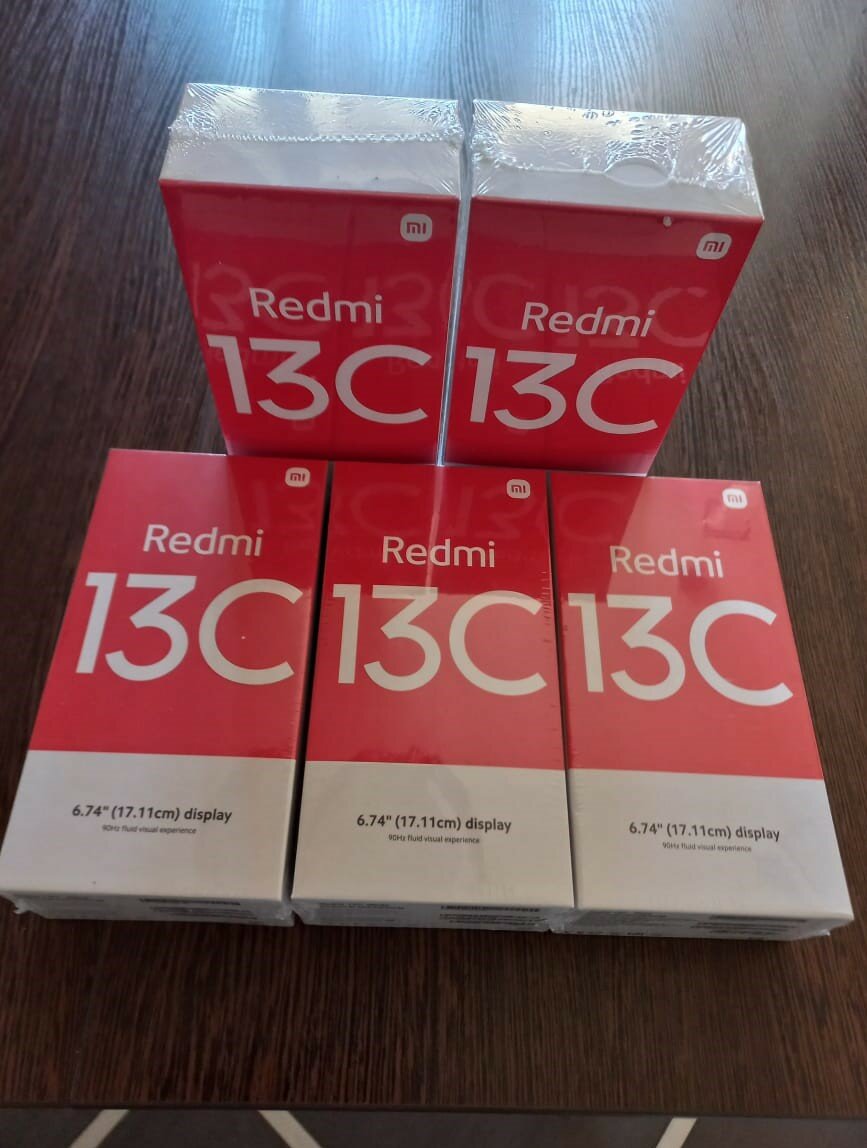 mi
Redmi
13C
mi
Redmi
13C
mi
Redmi
13C
6.74" (17.11cm) display
90Hz fluid visual experience
mi
Redmi
13C
6.74" (17.11cm) display
90Hz fluid visual experience
mi
Redmi
13C
6.74" (17.11cm) display
90Hz fluid visual experience